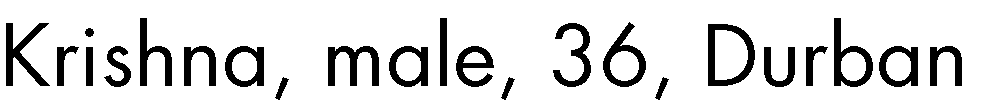 Krishna, male, 36, Durban